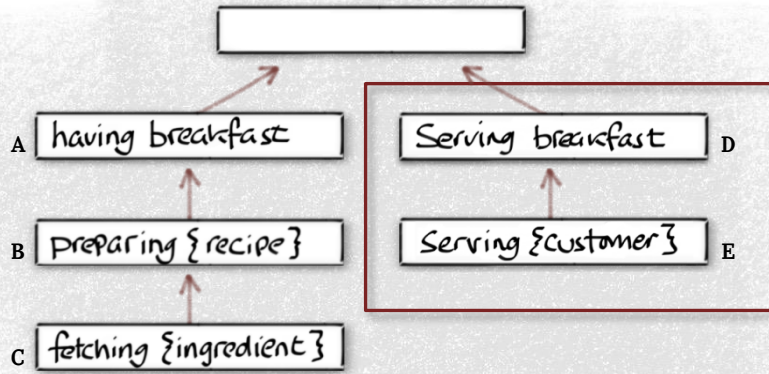 A having breakfast
Serving breakfast D
B preparing {recipe}
Serving {customer} E
C fetching {ingredient}